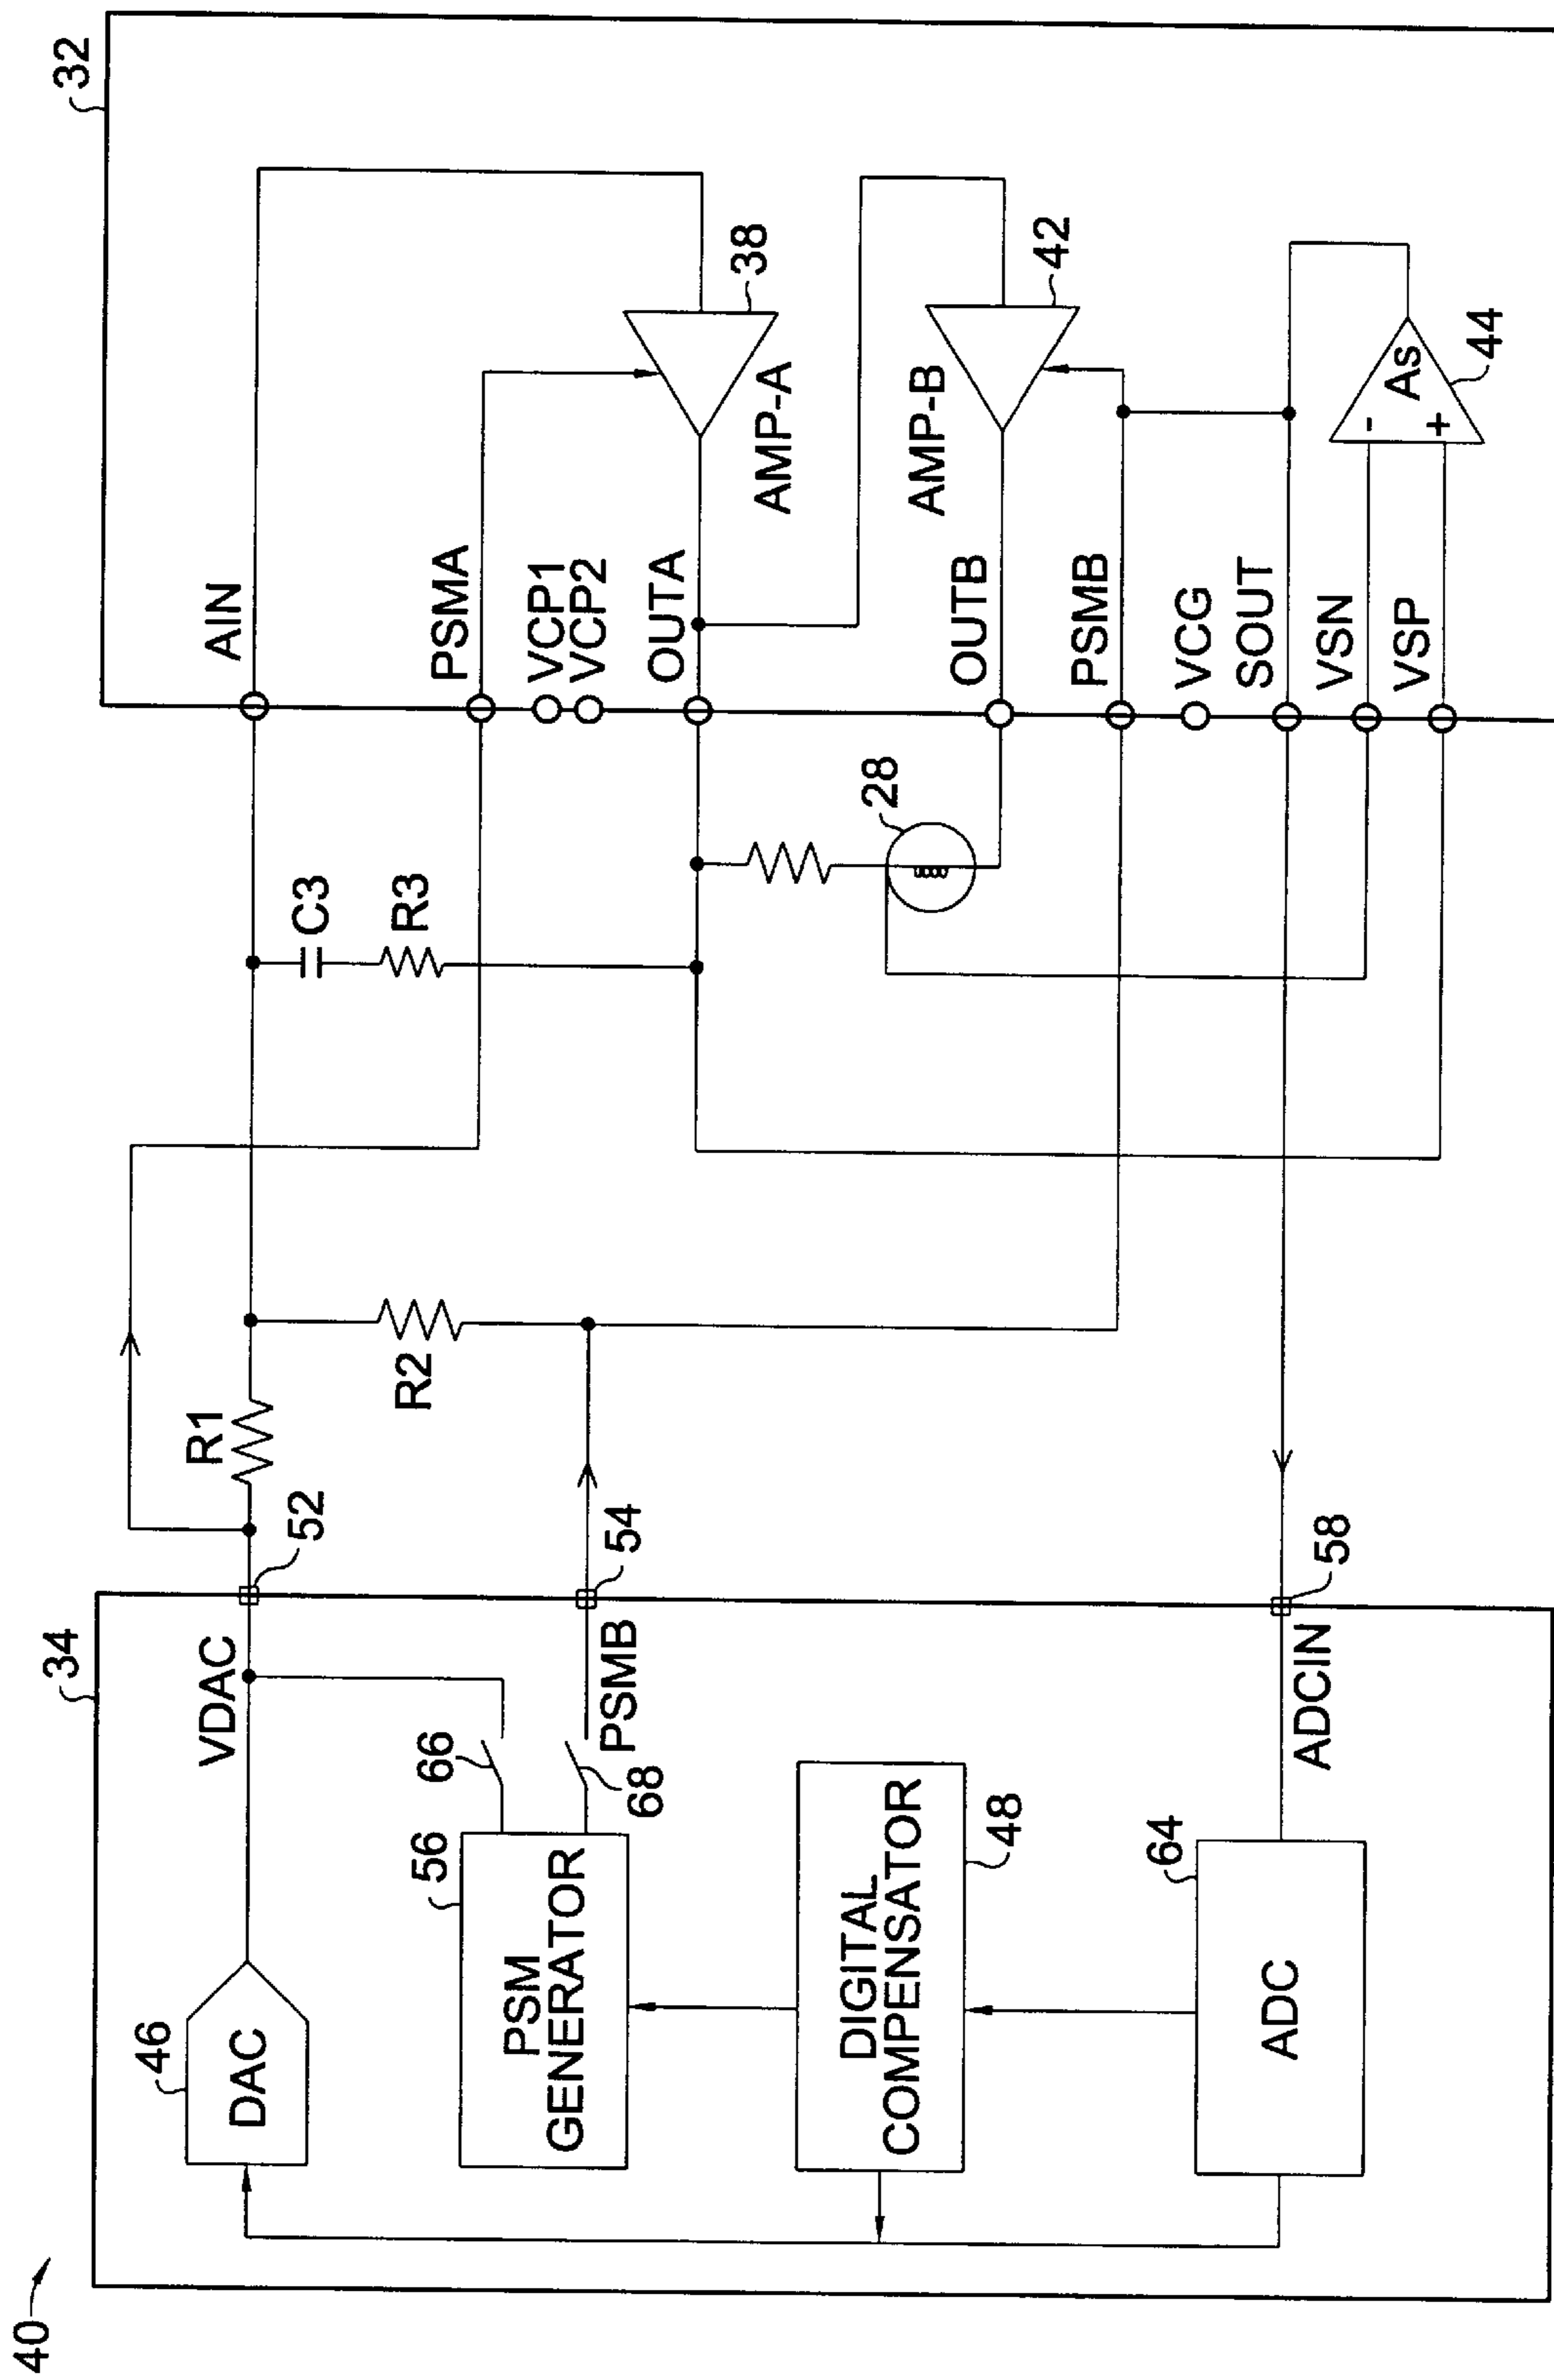 40
34
46
DAC
VDAC
52
R1
56
PSM
GENERATOR
66
68
PSMB
54
R2
DIGITAL
COMPENSATOR
48
64
ADC
ADCIN
58
C3
R3
28
32
AIN
PSMA
VCP1
VCP2
OUTA
AMP-A
38
OUTB
AMP-B
42
PSMB
VCG
SOUT
VSN
VSP
-
+
As
44